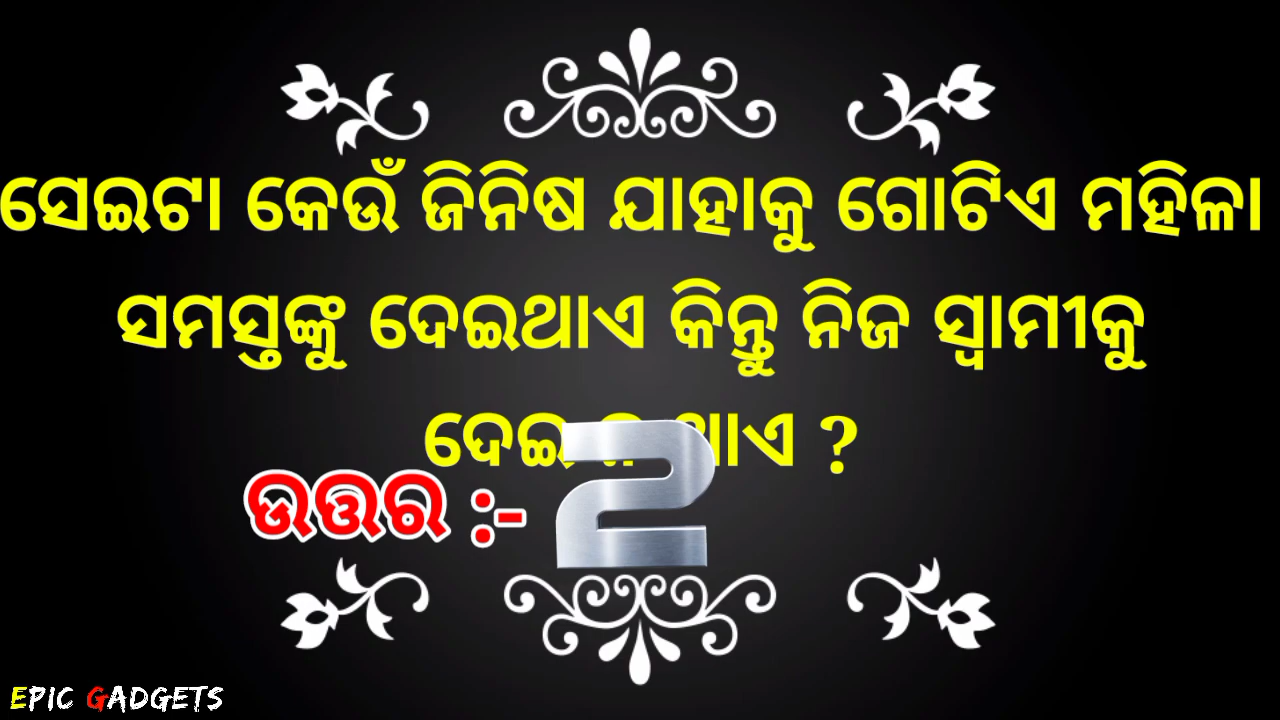 ସେଇଟା କେଉଁ ଜିନିଷ ଯାହାକୁ ଗୋଟିଏ ମହିଳା
ସମସ୍ତଙ୍କୁ ଦେଇଥାଏ କିନ୍ତୁ ନିଜ ସ୍ୱାମୀକୁ
ଦେଇ ?
ଉତ୍ତର :- 2
EPIC GADGETS